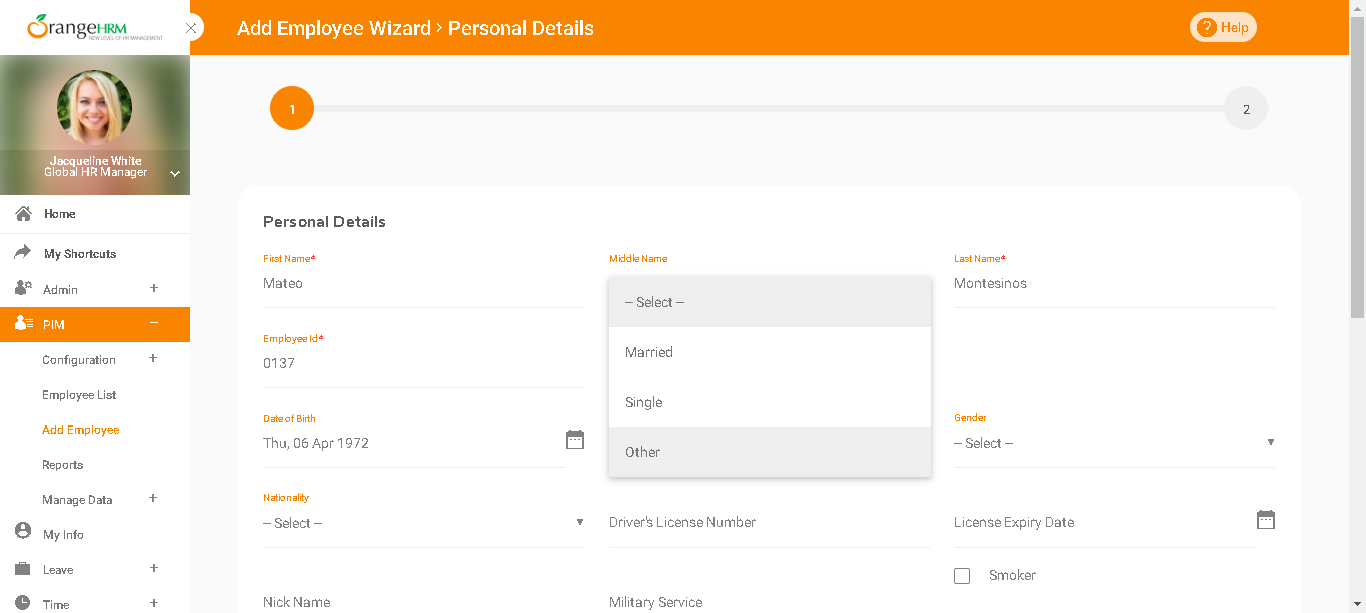 OrangeHRM
NEW LEVEL OF HR MANAGEMENT
Add Employee Wizard > Personal Details
? Help
Jacqueline White
Global HR Manager
1
2
Home
My Shortcuts
Admin +
PIM −
Configuration +
Employee List
Add Employee
Reports
Manage Data +
My Info
Leave +
Time +
Personal Details
First Name*
Middle Name
Last Name*
Mateo
Montesinos
-- Select --
Married
Single
Other
Employee Id*
0137
Date of Birth
Thu, 06 Apr 1972
Gender
-- Select --
Nationality
-- Select --
Driver's License Number
License Expiry Date
Smoker
Nick Name
Military Service